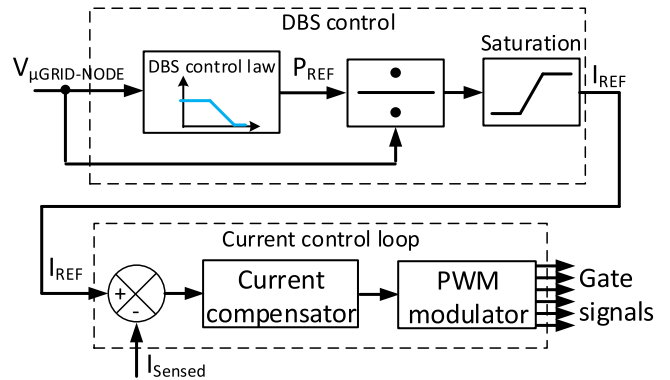 DBS control
Saturation
VμGRID-NODE
DBS control law
PREF
IREF
Current control loop
IREF
+
-
Current
compensator
PWM
modulator
Gate
signals
ISensed